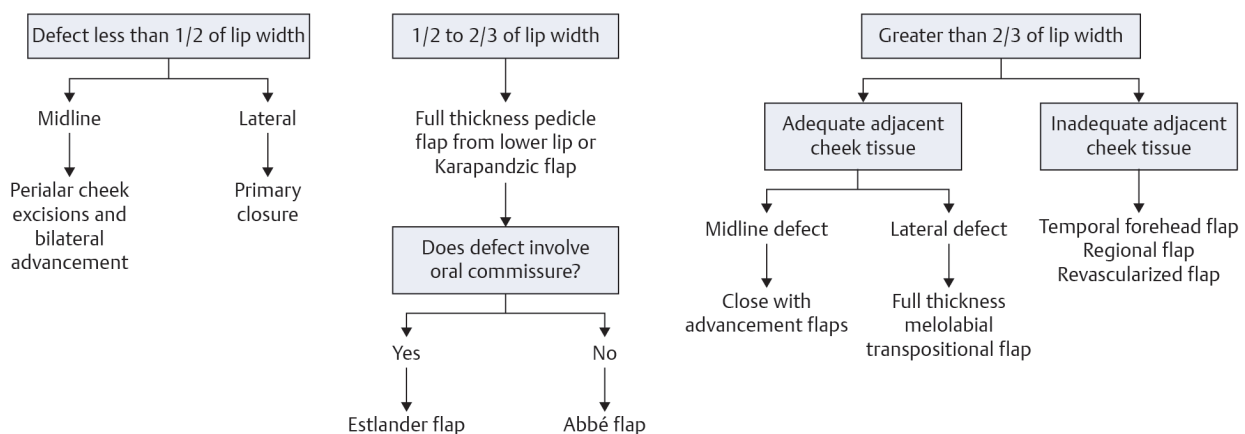 Defect less than 1/2 of lip width
Midline
Lateral
Perialar cheek
excisions and
bilateral
advancement
Primary
closure
1/2 to 2/3 of lip width
Full thickness pedicle
flap from lower lip or
Karapandzic flap
Does defect involve
oral commissure?
Yes
No
Estlander flap
Abbé flap
Greater than 2/3 of lip width
Adequate adjacent
cheek tissue
Inadequate adjacent
cheek tissue
Midline defect
Lateral defect
Close with
advancement flaps
Full thickness
melolabial
transpositional flap
Temporal forehead flap
Regional flap
Revascularized flap